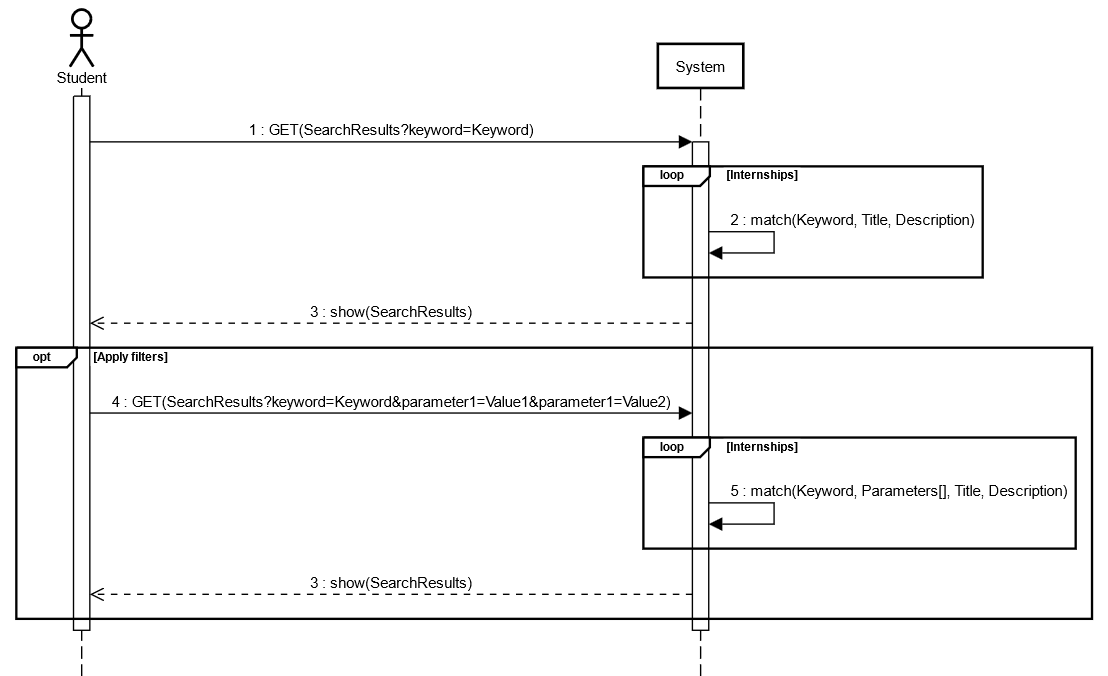 Student
System
1 : GET(SearchResults?keyword=Keyword)
loop [Internships]
2 : match(Keyword, Title, Description)
3 : show(SearchResults)
opt [Apply filters]
4 : GET(SearchResults?keyword=Keyword&parameter1=Value1&parameter1=Value2)
loop [Internships]
5 : match(Keyword, Parameters[], Title, Description)
3 : show(SearchResults)